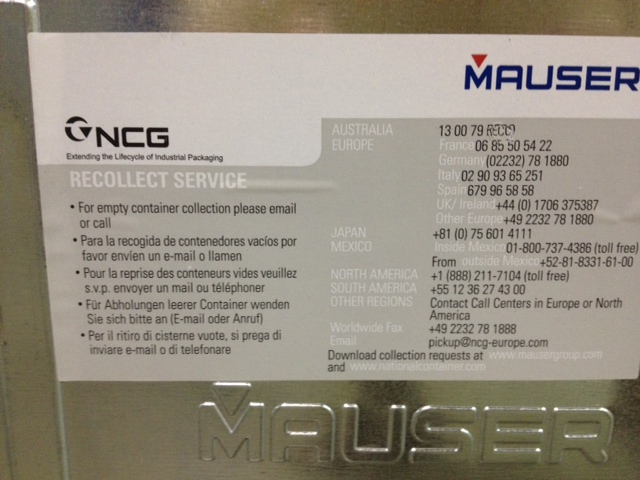 MAUSER
NCG
Extending the Lifecycle of Industrial Packaging
RECOLLECT SERVICE
• For empty container collection please email
or call
• Para la recogida de contenedores vacíos por
favor envíen un e-mail o llamen
• Pour la reprise des conteneurs vides veuillez
s.v.p. envoyer un mail ou téléphoner
• Für Abholungen leerer Container wenden
Sie sich bitte an (E-mail oder Anruf)
• Per il ritiro di cisterne vuote, si prega di
inviare e-mail o di telefonare
AUSTRALIA 13 00 79
EUROPE France 06 85 50 54 22
Germany (02232) 78 1880
Italy 02 90 93 65 251
Spain 679 96 58 58
UK/ Ireland +44 (0) 1706 375387
Other Europe +49 2232 78 1880
JAPAN +81 (0) 75 601 4111
MEXICO Inside Mexico 01-800-737-4386 (toll free)
From outside Mexico +52-81-8331-61-00
NORTH AMERICA +1 (888) 211-7104 (toll free)
SOUTH AMERICA +55 12 36 27 43 00
OTHER REGIONS Contact Call Centers in Europe or North
America
Worldwide Fax +49 2232 78 1888
Email pickup@ncg-europe.com
Download collection requests at www.mausergroup.com
and www.nationalcontainer.com
MAUSER